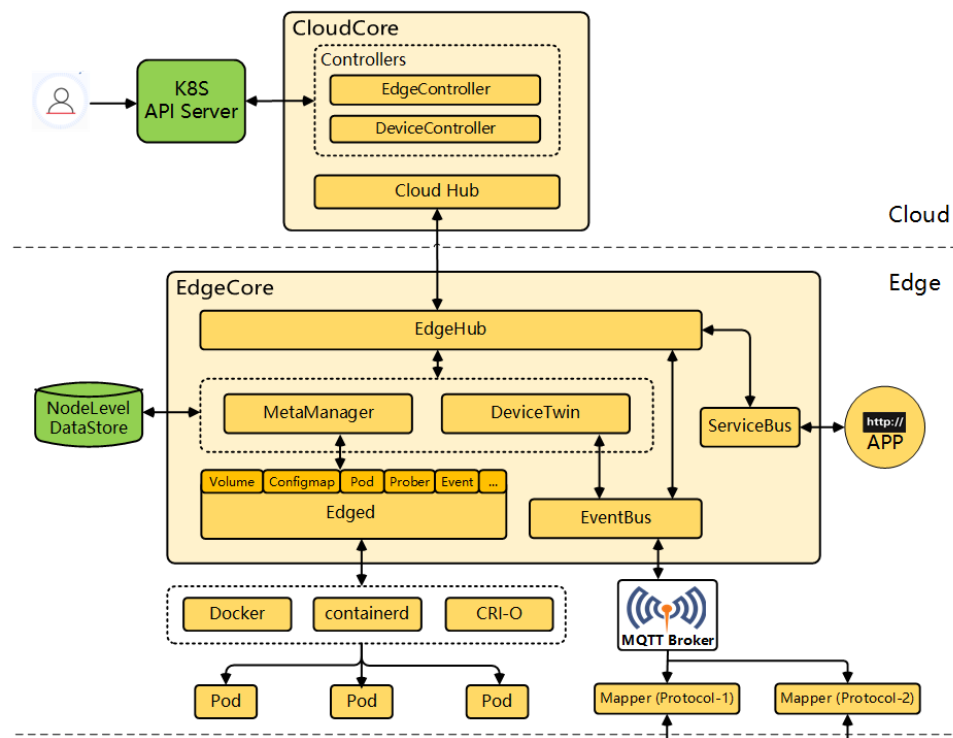 CloudCore
Controllers
EdgeController
DeviceController
K8S
API Server
Cloud Hub
Cloud
Edge
EdgeCore
EdgeHub
NodeLevel
DataStore
MetaManager
DeviceTwin
ServiceBus
http://
APP
Volume
Configmap
Pod
Prober
Event
...
Edged
EventBus
Docker
containerd
CRI-O
MQTT Broker
Pod
Pod
Pod
Mapper (Protocol-1)
Mapper (Protocol-2)